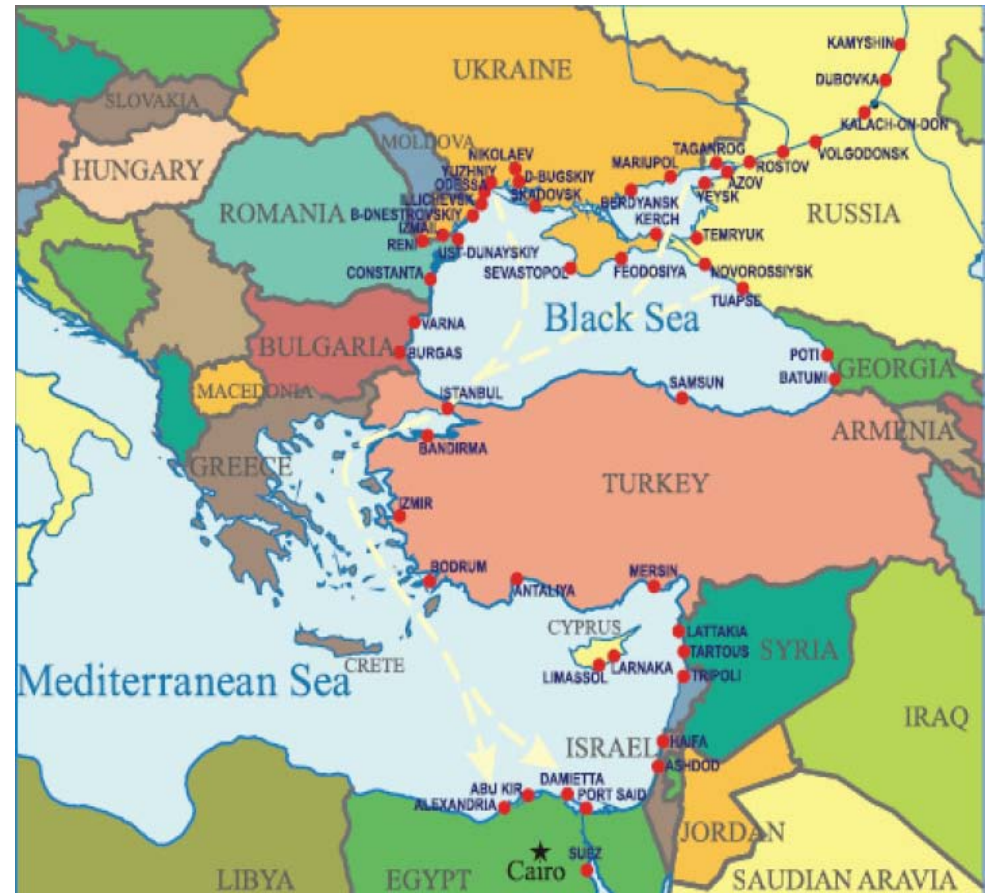 KAMYSHIN
UKRAINE
DUBOVKA
SLOVAKIA
KALACH-ON-DON
MOLDOVA
TAGANROG
VOLGODONSK
HUNGARY
NIKOLAEV
MARIUPOL
ROSTOV
YUZHNIY
D-BUGSKIY
AZOV
ODESSA
SKADOVSK
BERDYANSK
YEYSK
ILLICHEVSK
ROMANIA
B-DNESTROVSKIY
KERCH
RUSSIA
IZMAIL
TEMRYUK
RENI
UST-DUNAYSKIY
CONSTANTA
SEVASTOPOL
FEODOSIYA
NOVOROSSIYSK
TUAPSE
Black Sea
VARNA
BULGARIA
BURGAS
POTI
GEORGIA
BATUMI
MACEDONIA
ISTANBUL
SAMSUN
ARMENIA
BANDIRMA
GREECE
TURKEY
IZMIR
BODRUM
ANTALIYA
MERSIN
CYPRUS
LATTAKIA
CRETE
TARTOUS
SYRIA
LIMASSOL
LARNAKA
TRIPOLI
Mediterranean Sea
IRAQ
ISRAEL
HAIFA
ASHDOD
ABU KIR
DAMIETTA
ALEXANDRIA
PORT SAID
JORDAN
SUEZ
Cairo
LIBYA
EGYPT
SAUDIAN ARAVIA